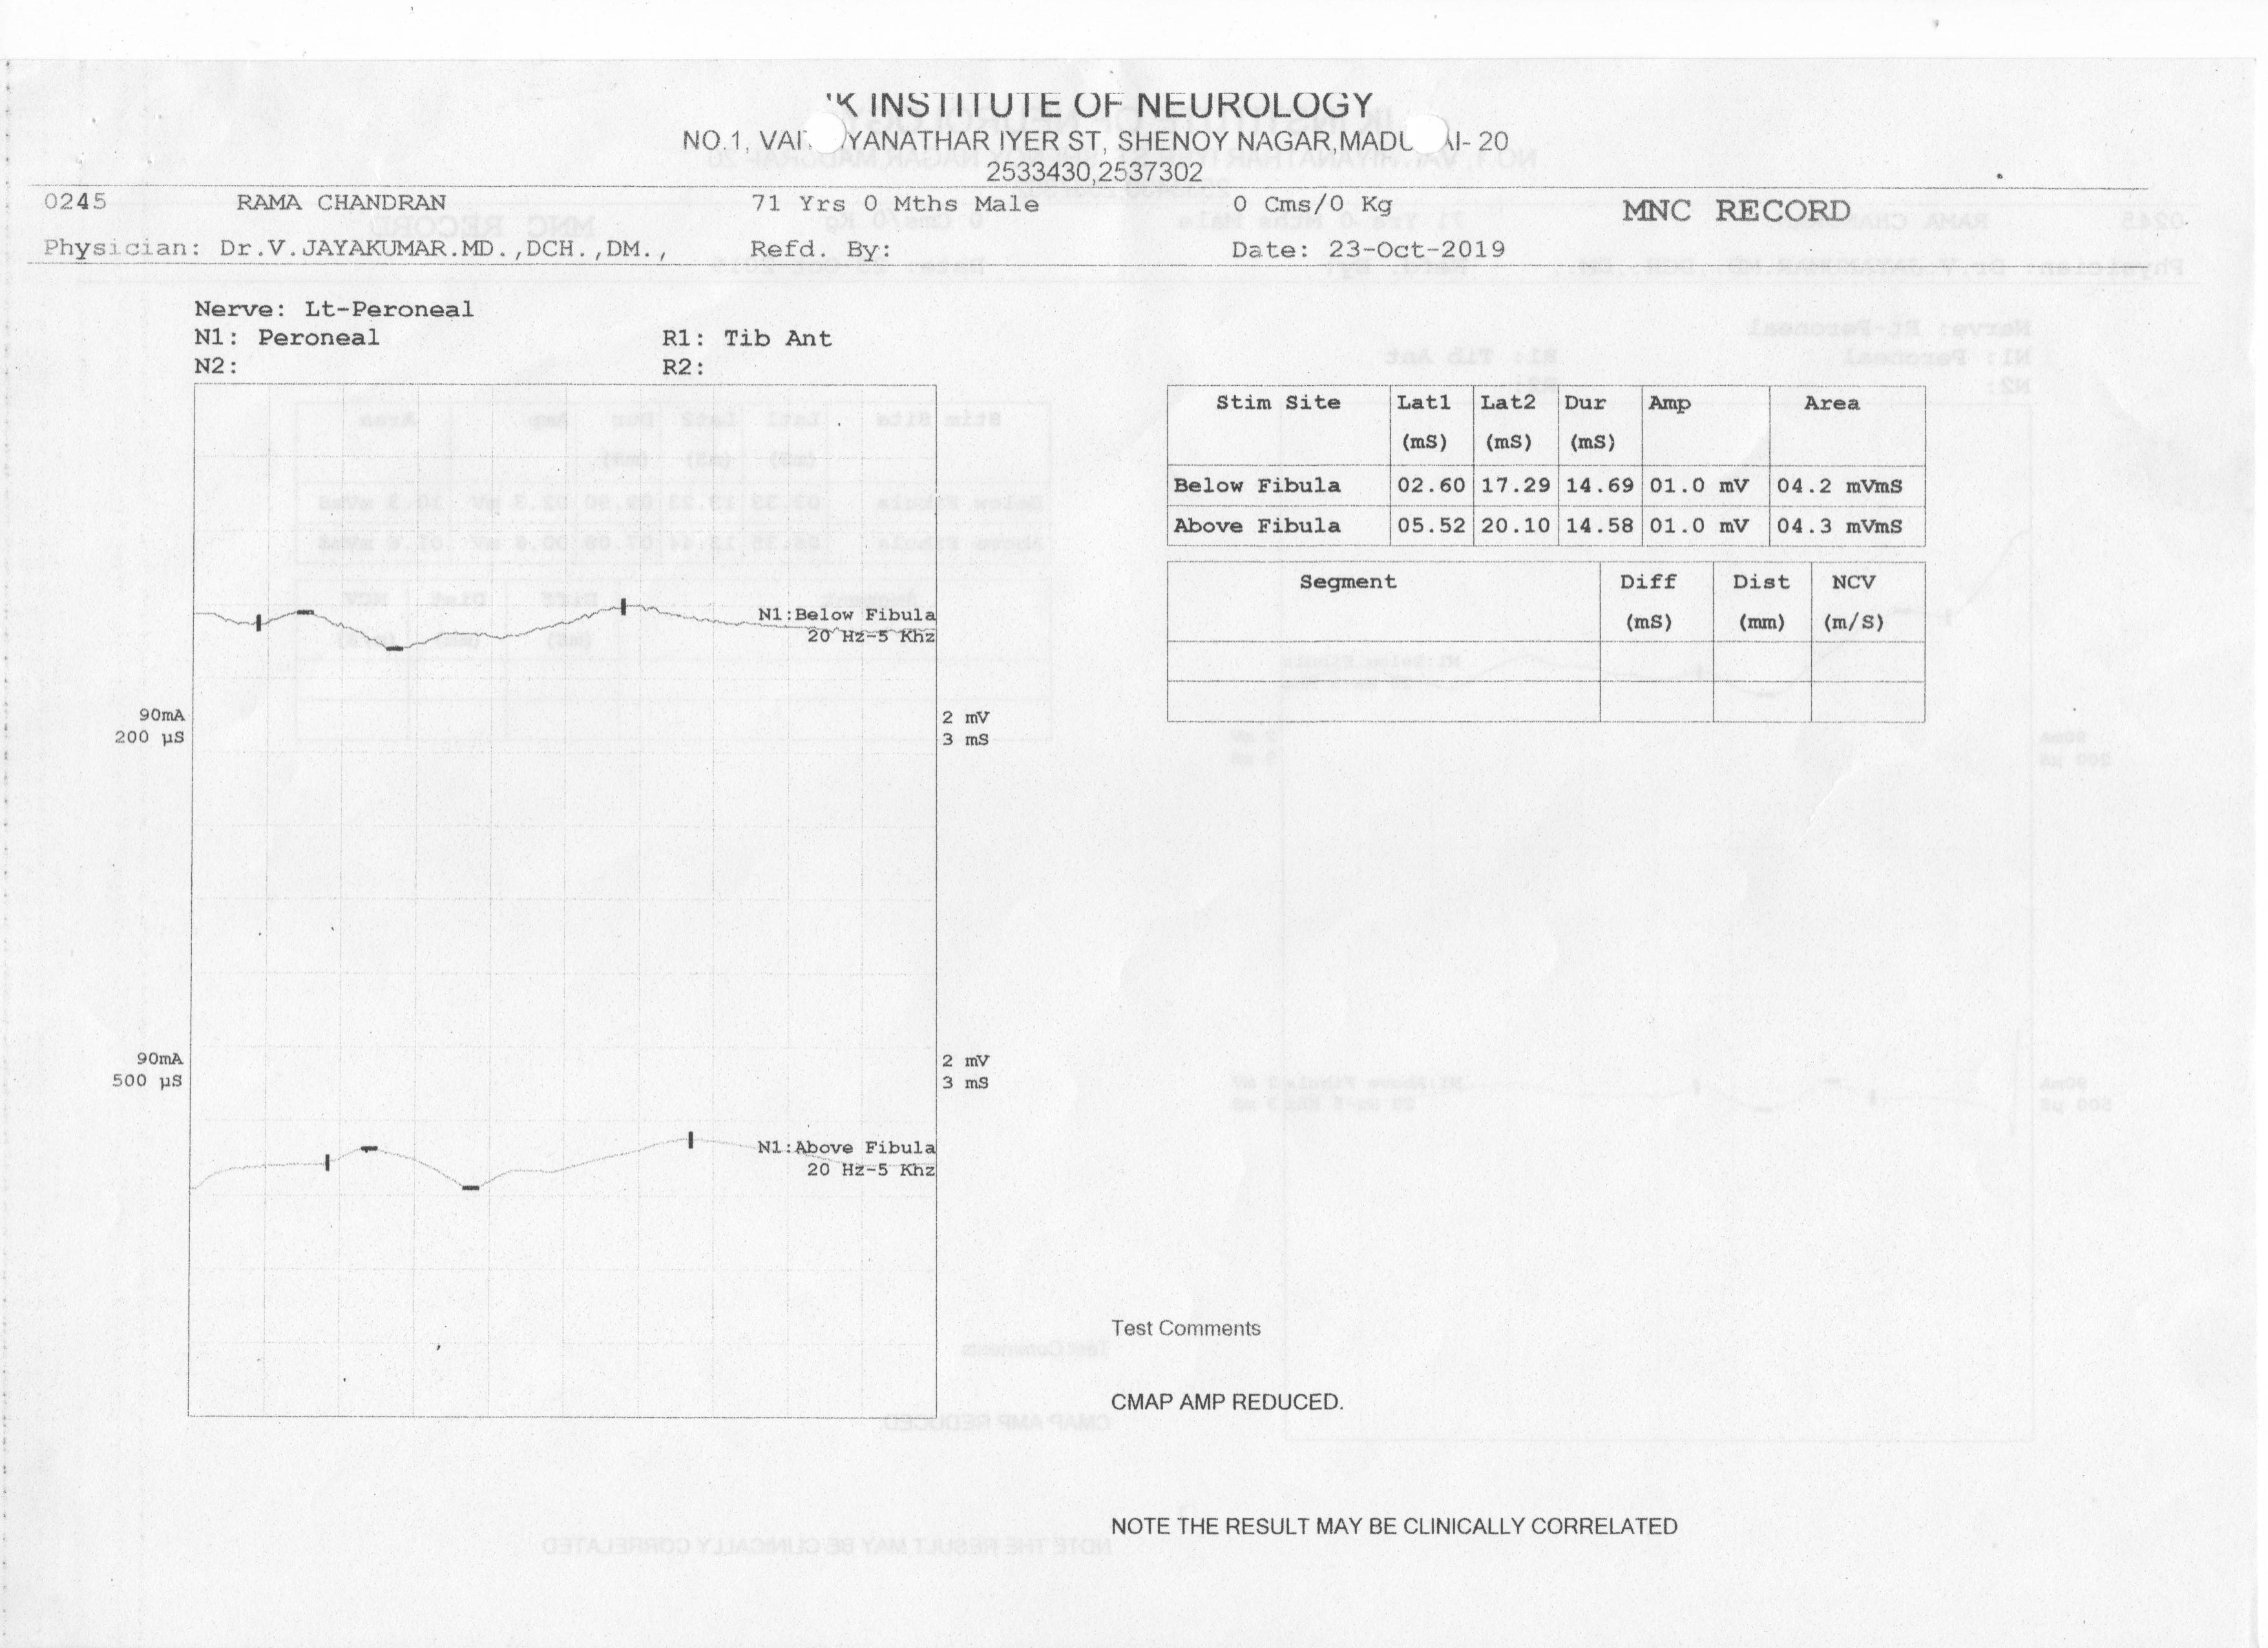 'K INSTITUTE OF NEUROLOGY
NO.1, YANATHAR IYER ST, SHENOY NAGAR, - 20
2533430,2537302
0245 RAMA CHANDRAN 71 Yrs 0 Mths Male 0 Cms/0 Kg MNC RECORD
Physician: Dr.V.JAYAKUMAR.MD.,DCH.,DM., Refd. By: Date: 23-Oct-2019
Nerve: Lt-Peroneal
N1: Peroneal R1: Tib Ant
N2: R2:
Stim Site Lat1 Lat2 Dur Amp Area
(mS) (mS) (mS)
Below Fibula 02.60 17.29 14.69 01.0 mV 04.2 mVmS
Above Fibula 05.52 20.10 14.58 01.0 mV 04.3 mVmS
Segment Diff Dist NCV
(mS) (mm) (m/S)
N1:Below Fibula
20 Hz-5 Khz
90mA 2 mV
200 µS 3 mS
90mA 2 mV
500 µS 3 mS
N1:Above Fibula
20 Hz-5 Khz
Test Comments
CMAP AMP REDUCED.
NOTE THE RESULT MAY BE CLINICALLY CORRELATED